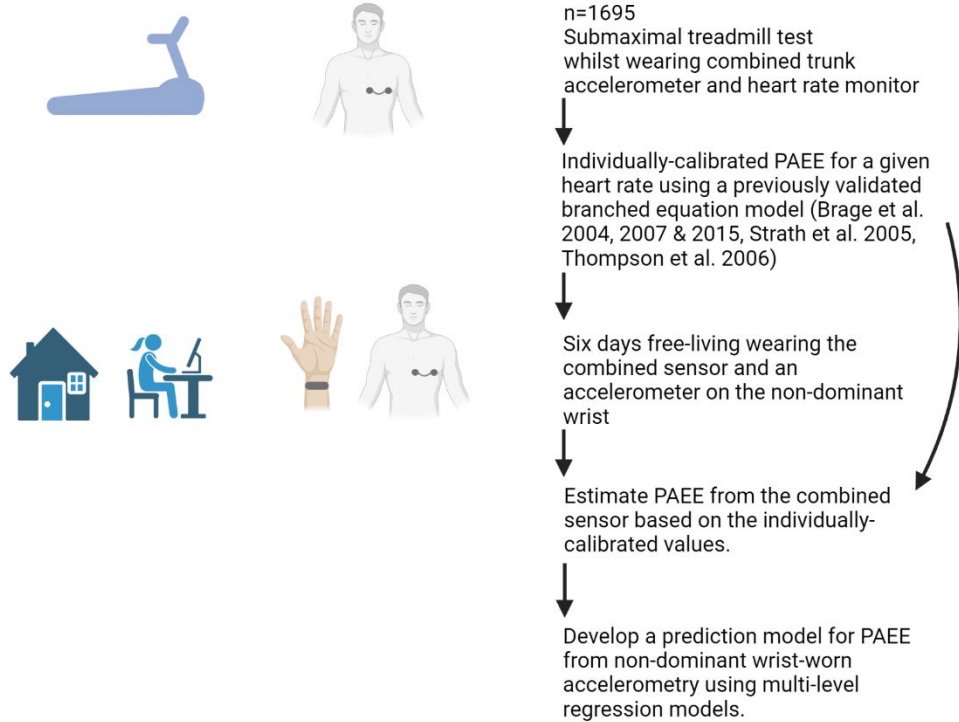 n=1695
Submaximal treadmill test
whilst wearing combined trunk
accelerometer and heart rate monitor
Individually-calibrated PAEE for a given
heart rate using a previously validated
branched equation model (Brage et al.
2004, 2007 & 2015, Strath et al. 2005,
Thompson et al. 2006)
Six days free-living wearing the
combined sensor and an
accelerometer on the non-dominant
wrist
Estimate PAEE from the combined
sensor based on the individually-
calibrated values.
Develop a prediction model for PAEE
from non-dominant wrist-worn
accelerometry using multi-level
regression models.